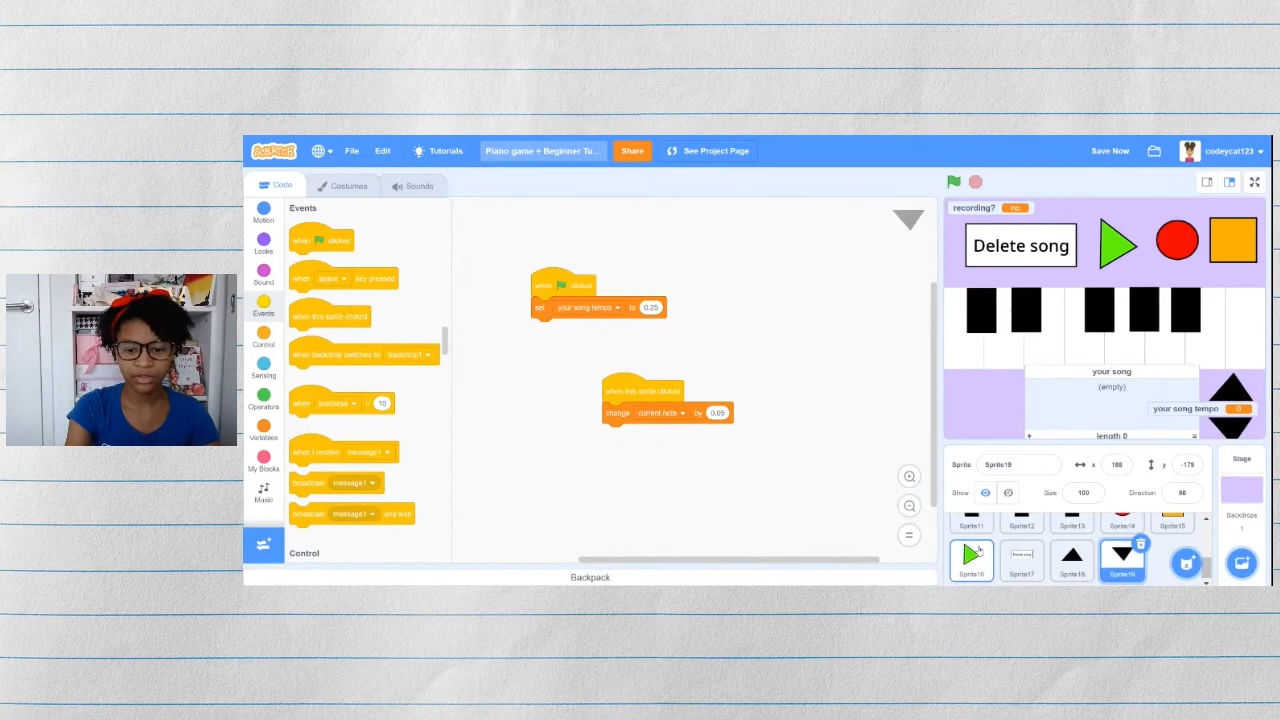 SCRATCH
File Edit Tutorials Piano game + Beginner Tu... Share See Project Page Save Now codeycat123
Code Costumes Sounds
Motion
Looks
Sound
Events
Control
Sensing
Operators
Variables
My Blocks
Music
Events
when clicked
when space key pressed
when this sprite clicked
when backdrop switches to backdrop1
when loudness > 10
when I receive message1
broadcast message1
broadcast message1 and wait
Control
when clicked
set your song tempo to 0.25
when this sprite clicked
change current note by 0.05
Backpack
recording? no
Delete song
your song
(empty)
your song tempo 0
+ length 0 =
Sprite Sprite19 x 188 y -179
Show Size 100 Direction 90
Stage
Backdrops
1
Sprite11 Sprite12 Sprite13 Sprite14 Sprite15
Delete song
Sprite16 Sprite17 Sprite18 Sprite19